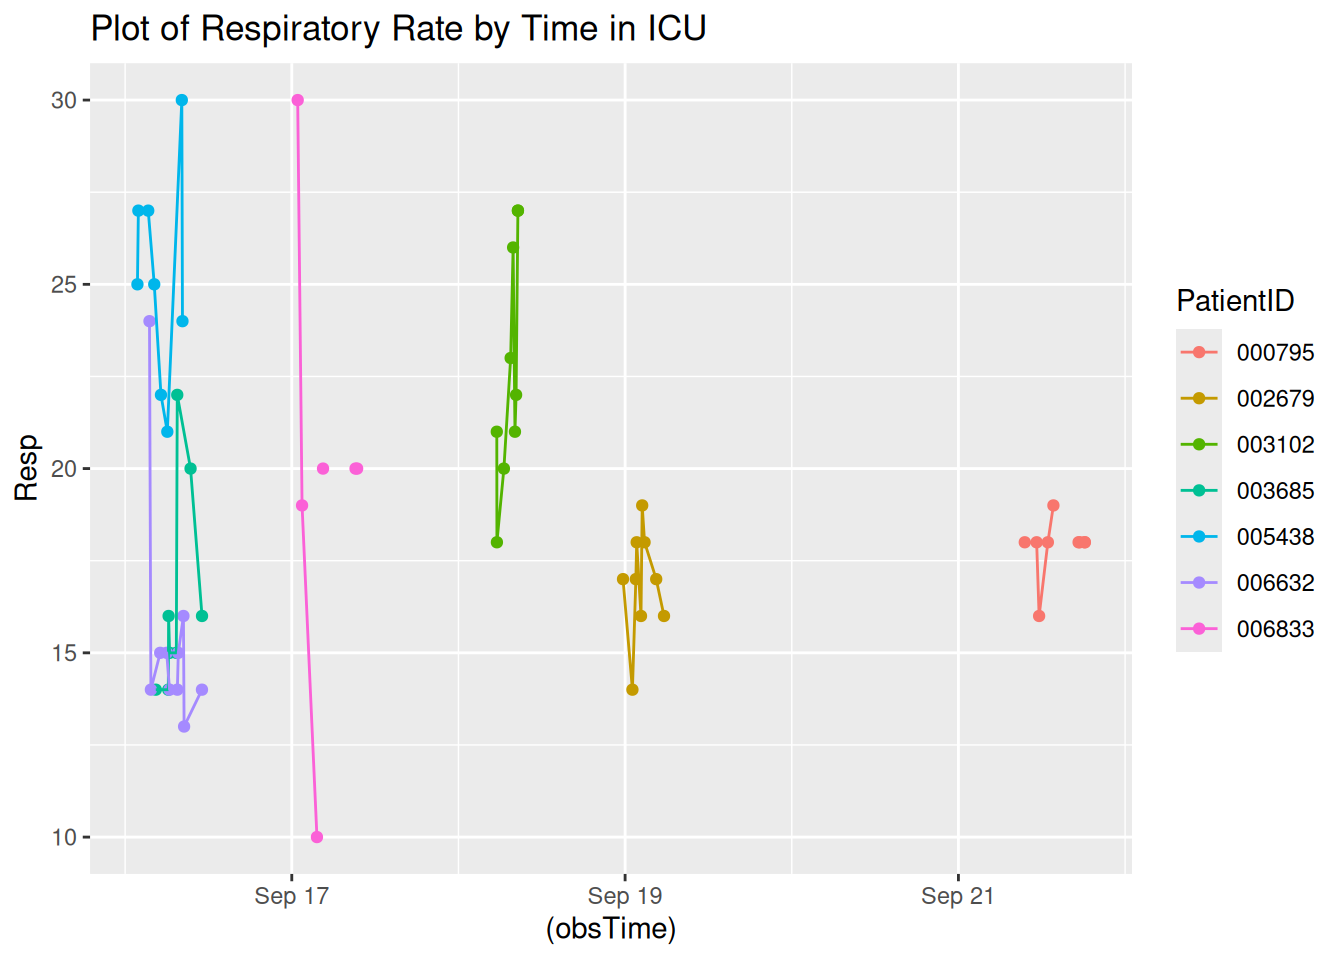 Plot of Respiratory Rate by Time in ICU
30
25
20
15
10
Resp
Sep 17
Sep 19
Sep 21
(obsTime)
PatientID
000795
002679
003102
003685
005438
006632
006833